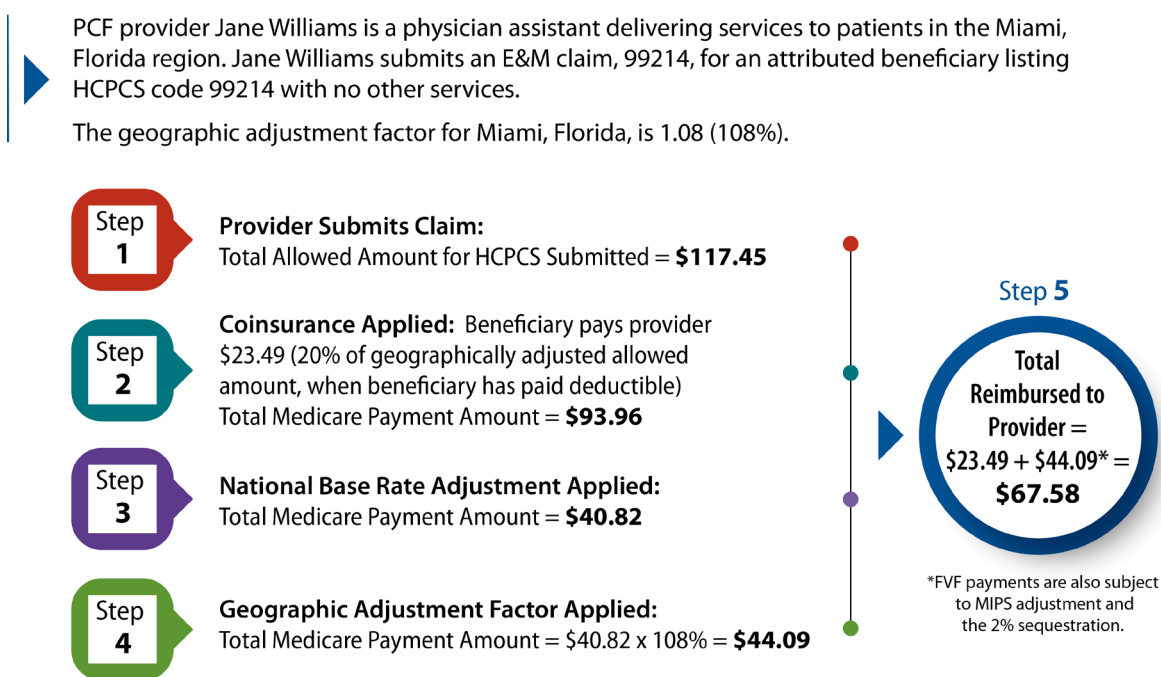 PCF provider Jane Williams is a physician assistant delivering services to patients in the Miami,
Florida region. Jane Williams submits an E&M claim, 99214, for an attributed beneficiary listing
HCPCS code 99214 with no other services.
The geographic adjustment factor for Miami, Florida, is 1.08 (108%).
Step
1
Provider Submits Claim:
Total Allowed Amount for HCPCS Submitted = $117.45
Step
2
Coinsurance Applied: Beneficiary pays provider
$23.49 (20% of geographically adjusted allowed
amount, when beneficiary has paid deductible)
Total Medicare Payment Amount = $93.96
Step
3
National Base Rate Adjustment Applied:
Total Medicare Payment Amount = $40.82
Step
4
Geographic Adjustment Factor Applied:
Total Medicare Payment Amount = $40.82 x 108% = $44.09
Step 5
Total
Reimbursed to
Provider =
$23.49 + $44.09* =
$67.58
*FVF payments are also subject
to MIPS adjustment and
the 2% sequestration.